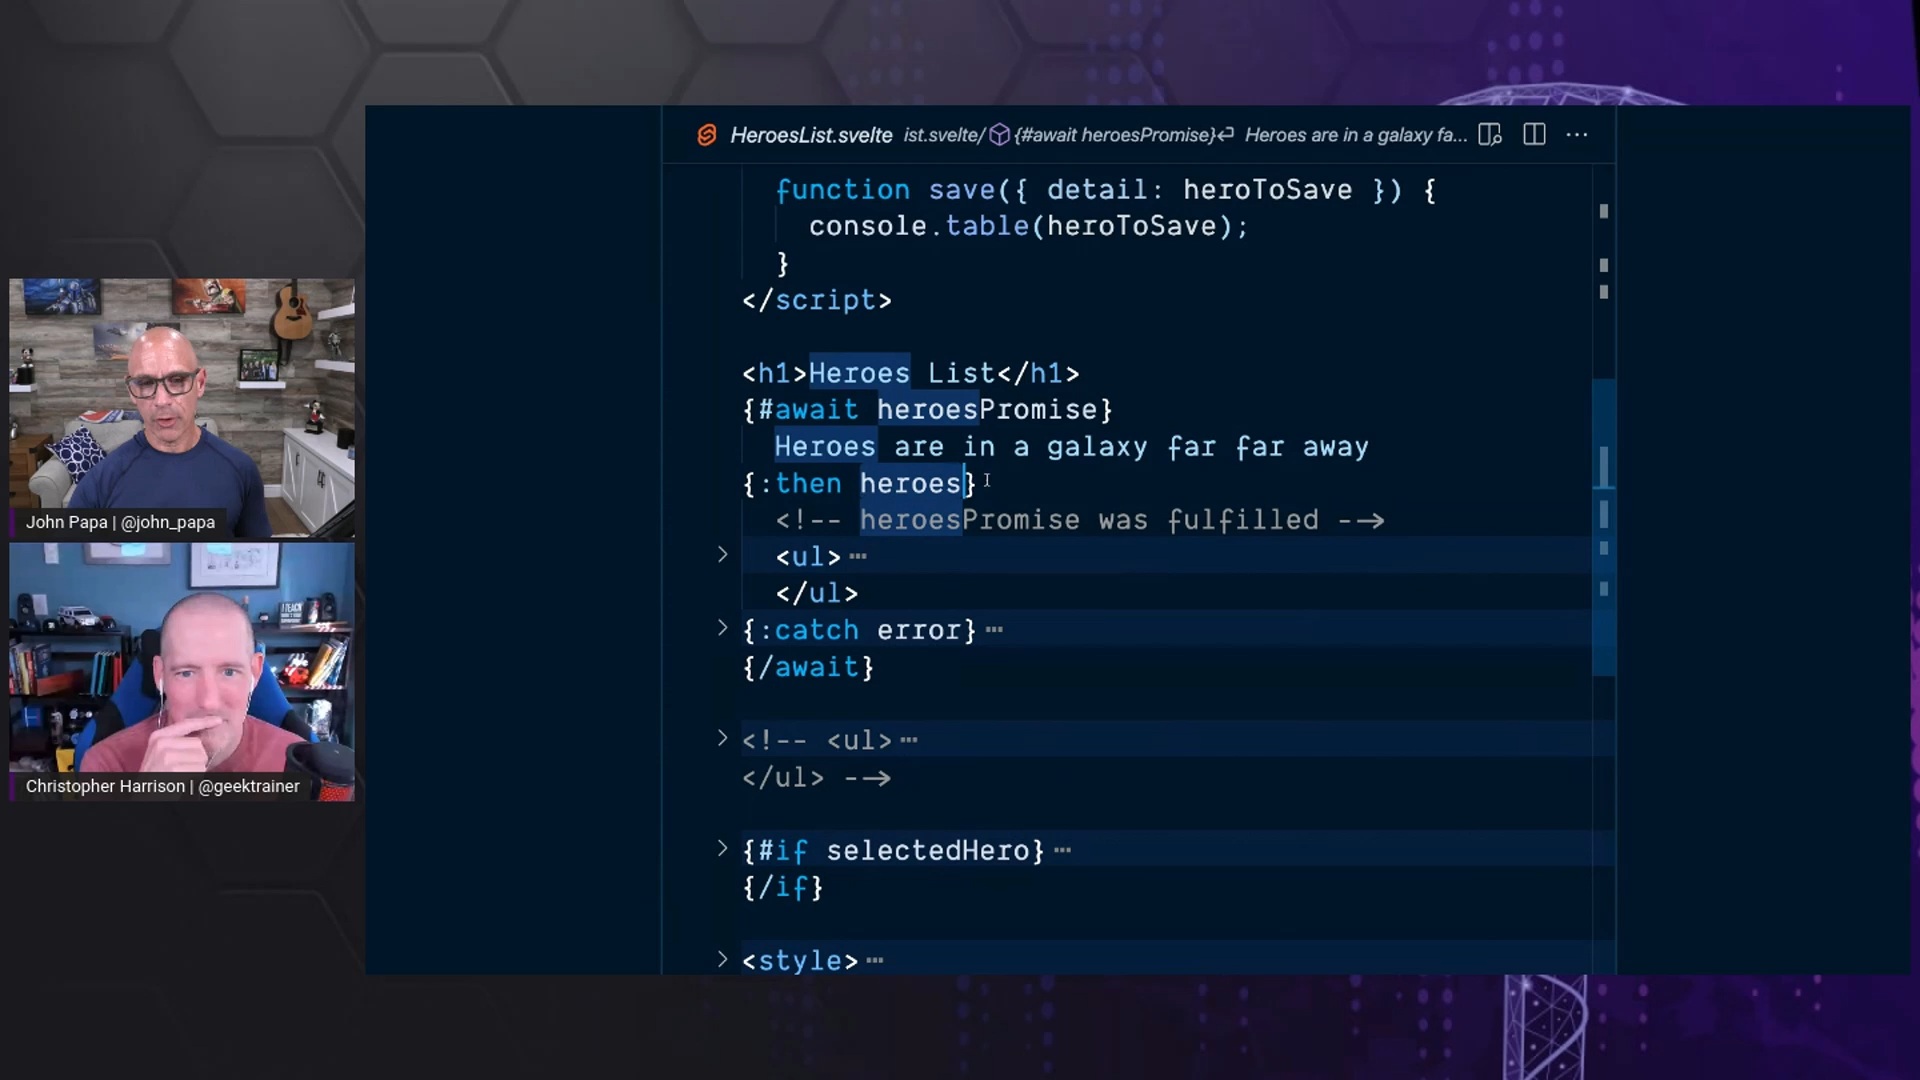 HeroesList.svelte ist.svelte/ {#await heroesPromise}↵ Heroes are in a galaxy fa... ···
function save({ detail: heroToSave }) {
console.table(heroToSave);
}
</script>
<h1>Heroes List</h1>
{#await heroesPromise}
Heroes are in a galaxy far far away
{:then heroes}
<!-- heroesPromise was fulfilled -->
<ul>···
</ul>
{:catch error}···
{/await}
<!-- <ul>···
</ul> -->
{#if selectedHero}···
{/if}
<style>···
John Papa | @john_papa
I TEACH
Christopher Harrison | @geektrainer